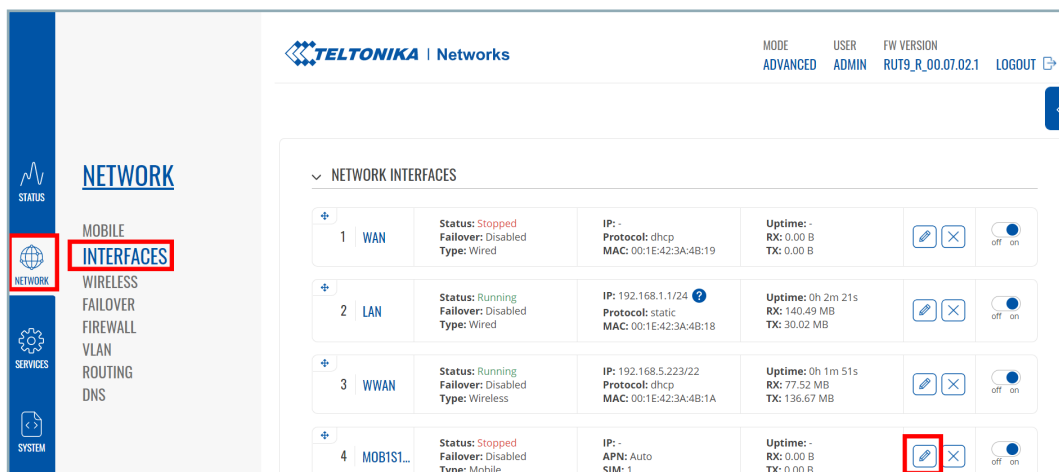 TELTONIKA | Networks
MODE
ADVANCED
USER
ADMIN
FW VERSION
RUT9_R_00.07.02.1
LOGOUT
STATUS
NETWORK
SERVICES
SYSTEM
NETWORK
MOBILE
INTERFACES
WIRELESS
FAILOVER
FIREWALL
VLAN
ROUTING
DNS
NETWORK INTERFACES
1 WAN
Status: Stopped
Failover: Disabled
Type: Wired
IP: -
Protocol: dhcp
MAC: 00:1E:42:3A:4B:19
Uptime: -
RX: 0.00 B
TX: 0.00 B
off on
2 LAN
Status: Running
Failover: Disabled
Type: Wired
IP: 192.168.1.1/24 ?
Protocol: static
MAC: 00:1E:42:3A:4B:18
Uptime: 0h 2m 21s
RX: 140.49 MB
TX: 30.02 MB
off on
3 WWAN
Status: Running
Failover: Disabled
Type: Wireless
IP: 192.168.5.223/22
Protocol: dhcp
MAC: 00:1E:42:3A:4B:1A
Uptime: 0h 1m 51s
RX: 77.52 MB
TX: 136.67 MB
off on
4 MOB1S1...
Status: Stopped
Failover: Disabled
Type: Mobile
IP: -
APN: Auto
SIM: 1
Uptime: -
RX: 0.00 B
TX: 0.00 B
off on